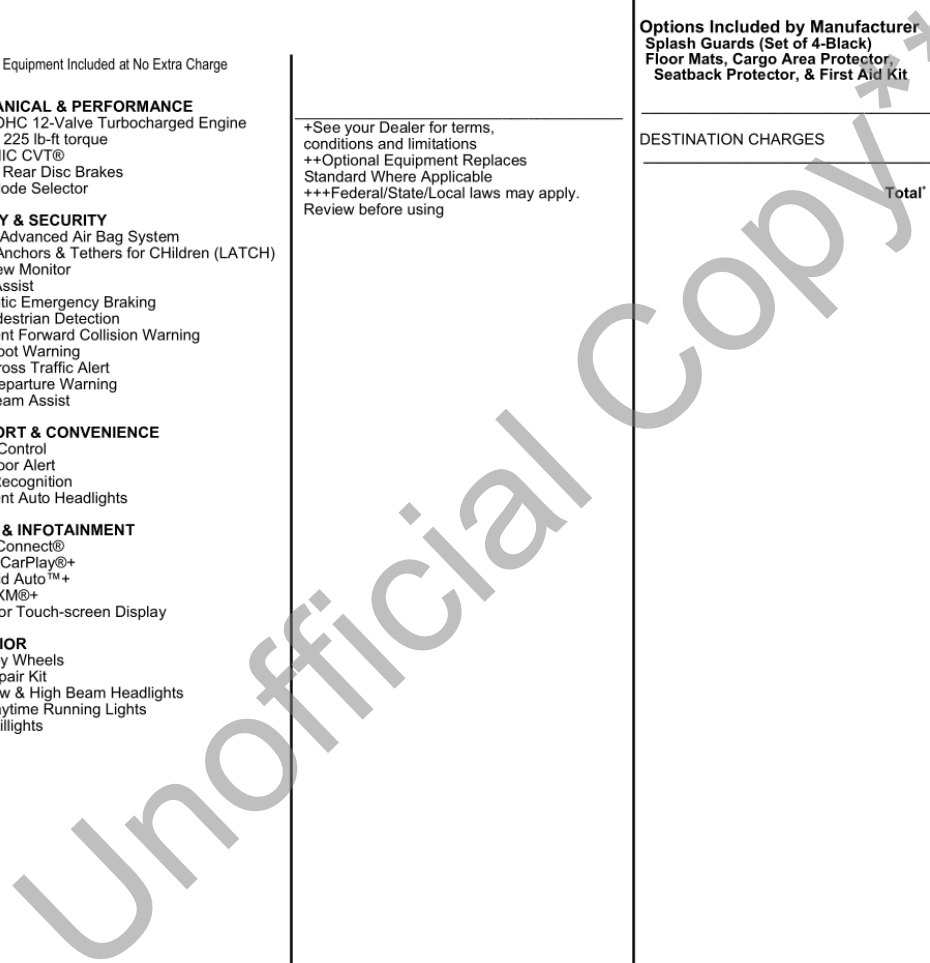 Equipment Included at No Extra Charge
ANICAL & PERFORMANCE
OHC 12-Valve Turbocharged Engine
225 lb-ft torque
IC CVT®
Rear Disc Brakes
ode Selector
Y & SECURITY
Advanced Air Bag System
Anchors & Tethers for CHildren (LATCH)
ew Monitor
Assist
tic Emergency Braking
destrian Detection
ent Forward Collision Warning
pot Warning
ross Traffic Alert
eparture Warning
eam Assist
ORT & CONVENIENCE
Control
oor Alert
Recognition
ent Auto Headlights
& INFOTAINMENT
Connect®
CarPlay®+
id Auto™+
XM®+
or Touch-screen Display
IOR
y Wheels
pair Kit
w & High Beam Headlights
aytime Running Lights
illights
+See your Dealer for terms,
conditions and limitations
++Optional Equipment Replaces
Standard Where Applicable
+++Federal/State/Local laws may apply.
Review before using
Options Included by Manufacturer
Splash Guards (Set of 4-Black)
Floor Mats, Cargo Area Protector,
Seatback Protector, & First Aid Kit
DESTINATION CHARGES
Total*
Unofficial Copy**